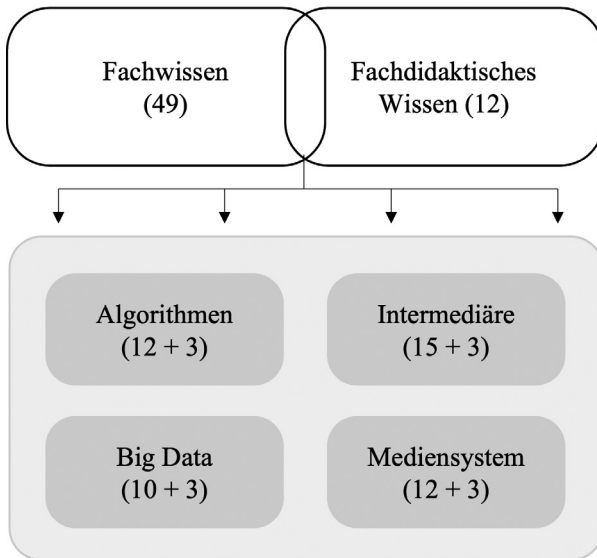 Fachwissen
(49)
Fachdidaktisches
Wissen (12)
Algorithmen
(12 + 3)
Intermediäre
(15 + 3)
Big Data
(10 + 3)
Mediensystem
(12 + 3)